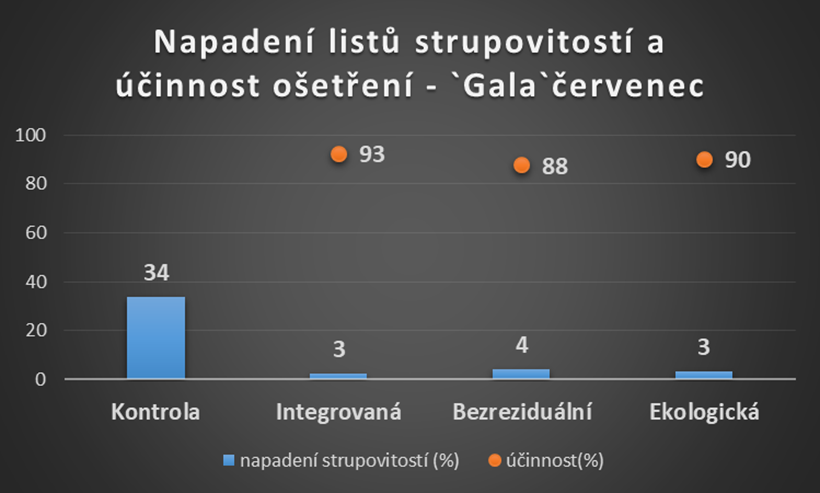 Napadení listů strupovitostí a
účinnost ošetření - `Gala`červenec
100
80
60
40
20
0
93
88
90
34
3
4
3
Kontrola
Integrovaná
Bezreziduální
Ekologická
napadení strupovitostí (%)
účinnost(%)